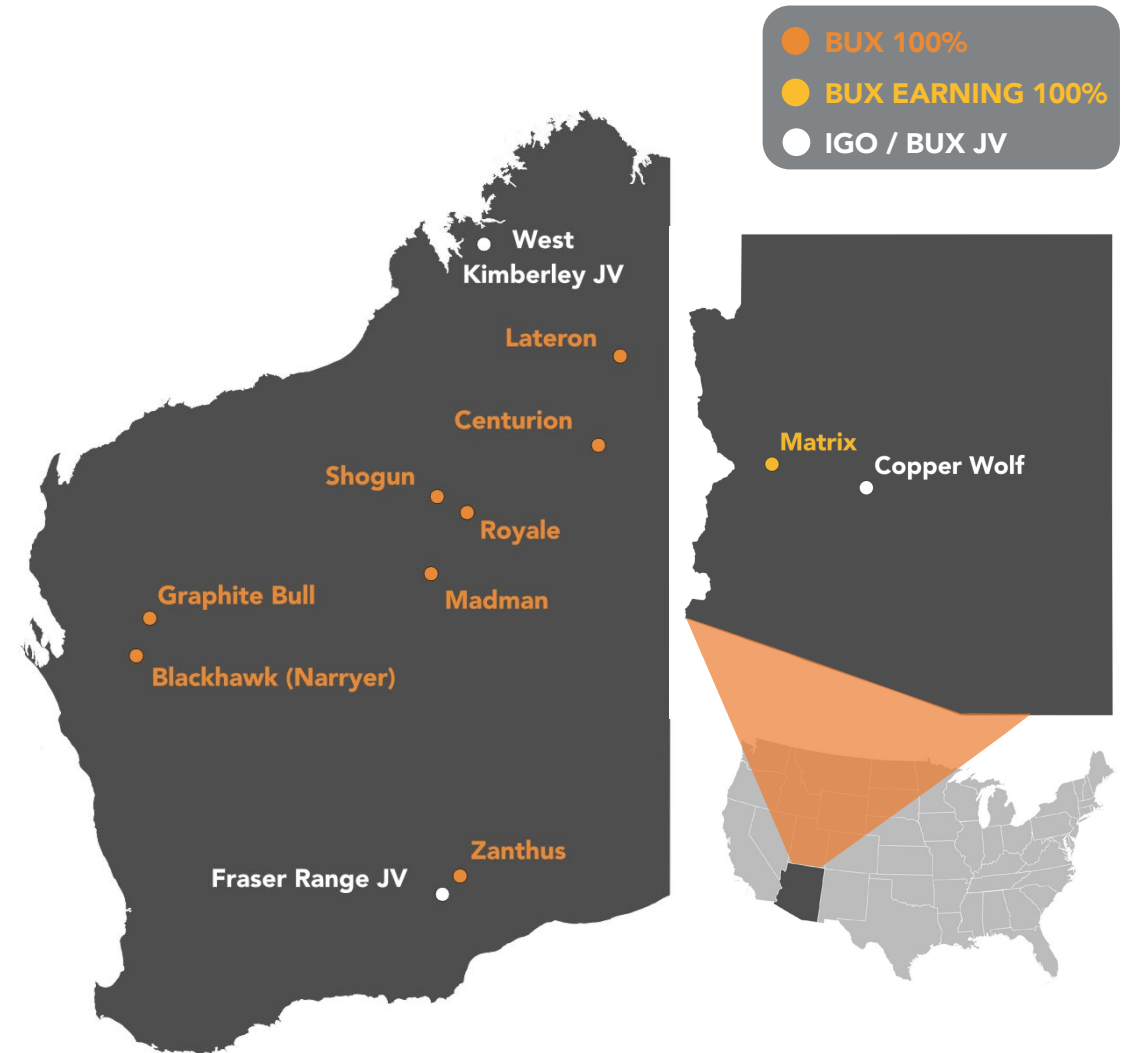 BUX 100%
BUX EARNING 100%
IGO / BUX JV
West
Kimberley JV
Lateron
Centurion
Shogun
Royale
Madman
Graphite Bull
Blackhawk (Narryer)
Zanthus
Fraser Range JV
Matrix
Copper Wolf